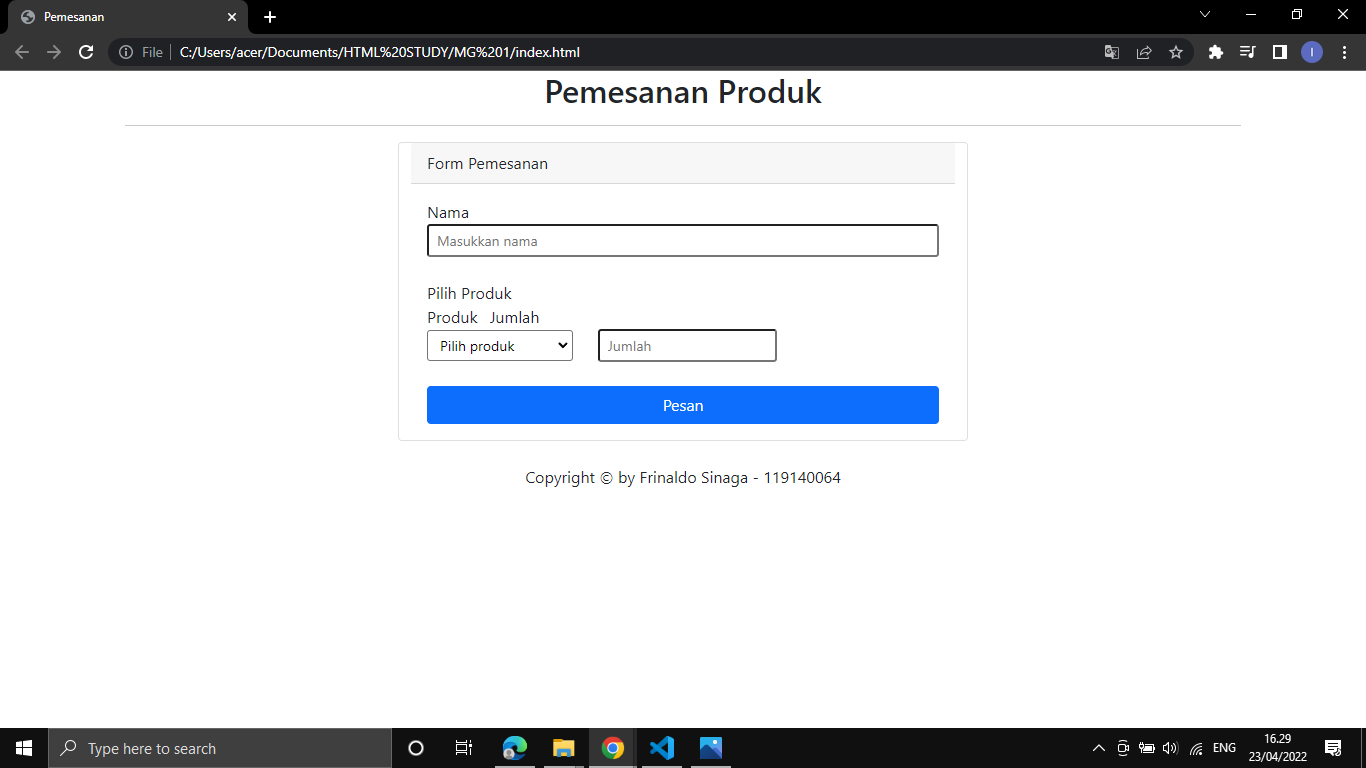 Pemesanan
File
C:/Users/acer/Documents/HTML%20STUDY/MG%201/index.html
I
Pemesanan Produk
Form Pemesanan
Nama
Masukkan nama
Pilih Produk
Produk Jumlah
Pilih produk
Jumlah
Pesan
Copyright © by Frinaldo Sinaga - 119140064
Type here to search
ENG
16.29
23/04/2022